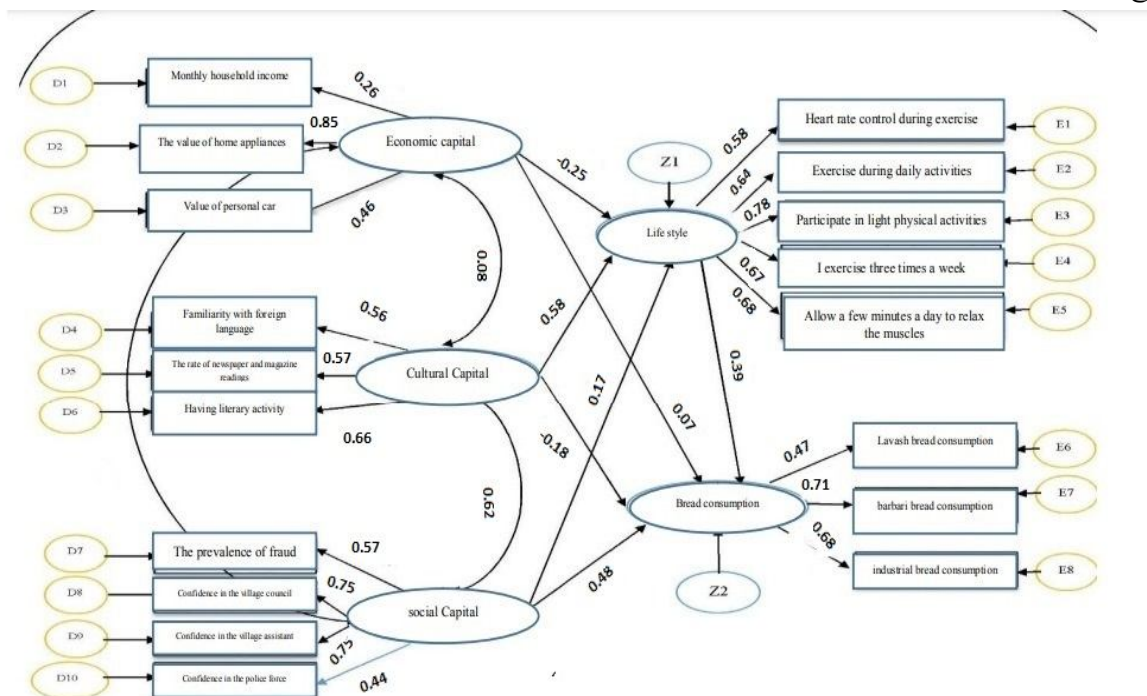 D1
Monthly household income
0.26
D2
The value of home appliances
0.85
Economic capital
D3
Value of personal car
0.46
-0.25
Z1
Life style
0.58
Heart rate control during exercise
E1
0.64
Exercise during daily activities
E2
0.78
Participate in light physical activities
E3
0.67
I exercise three times a week
E4
0.68
Allow a few minutes a day to relax
the muscles
E5
0.08
D4
Familiarity with foreign
language
0.56
D5
The rate of newspaper and magazine
readings
0.57
Cultural Capital
D6
Having literary activity
0.66
0.58
0.17
0.39
0.07
-0.18
0.62
Bread consumption
0.47
Lavash bread consumption
E6
0.71
barbari bread consumption
E7
0.68
industrial bread consumption
E8
Z2
D7
The prevalence of fraud
0.57
D8
Confidence in the village council
0.75
social Capital
0.48
D9
Confidence in the village assistant
0.75
D10
Confidence in the police force
0.44